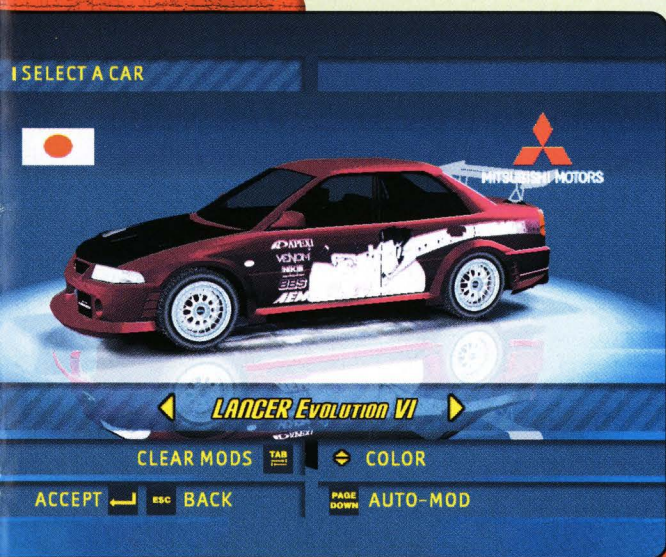 SELECT A CAR
MITSUBISHI MOTORS
APEXI
VENOM
NKB
BBS
AEM
LANCER EVOLUTION VI
CLEAR MODS TAB COLOR
ACCEPT ESC BACK PAGE DOWN AUTO-MOD